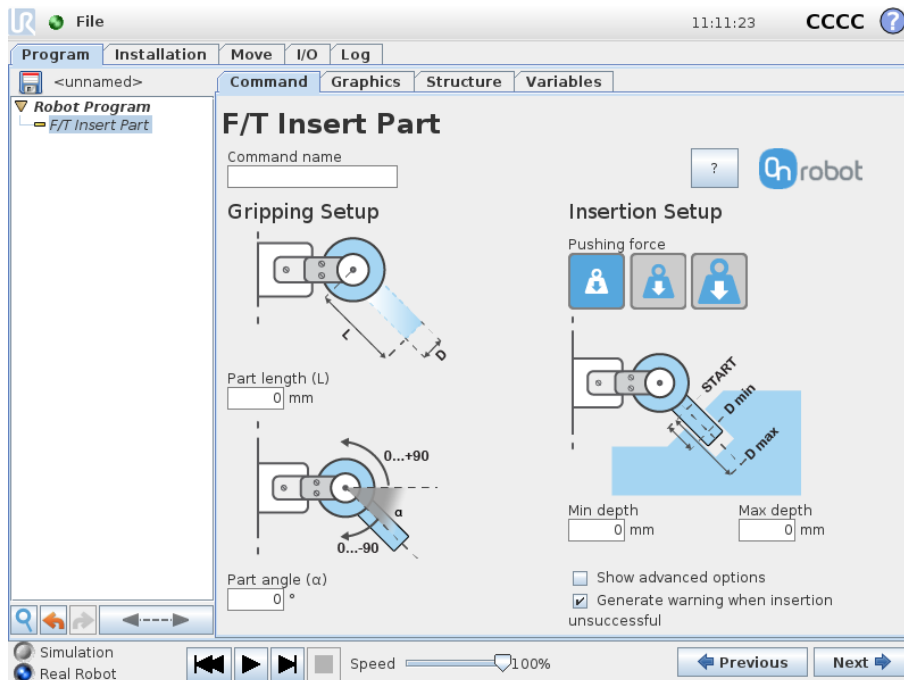 UR
File
11:11:23
CCCC
?
Program
Installation
Move
I/O
Log
<unnamed>
Command
Graphics
Structure
Variables
Robot Program
F/T Insert Part
F/T Insert Part
Command name
?
On robot
Gripping Setup
Insertion Setup
Pushing force
L
D
Part length (L)
0 mm
START
D min
D max
0...+90
α
0...-90
Min depth
Max depth
0 mm
0 mm
Part angle (α)
0 °
Show advanced options
Generate warning when insertion
unsuccessful
Simulation
Real Robot
Speed
100%
Previous
Next